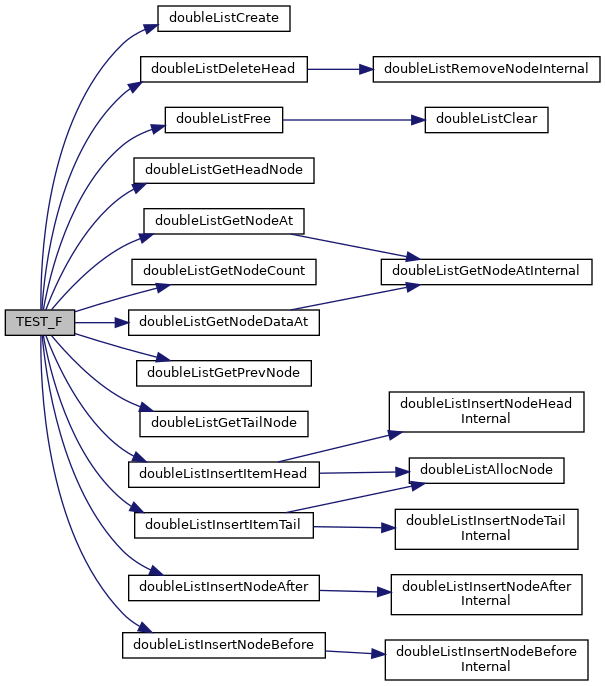 doubleListCreate
doubleListDeleteHead
doubleListRemoveNodeInternal
doubleListFree
doubleListClear
doubleListGetHeadNode
doubleListGetNodeAt
doubleListGetNodeAtInternal
doubleListGetNodeCount
TEST_F
doubleListGetNodeDataAt
doubleListGetPrevNode
doubleListGetTailNode
doubleListInsertNodeHead
Internal
doubleListInsertItemHead
doubleListAllocNode
doubleListInsertItemTail
doubleListInsertNodeTail
Internal
doubleListInsertNodeAfter
doubleListInsertNodeAfter
Internal
doubleListInsertNodeBefore
doubleListInsertNodeBefore
Internal